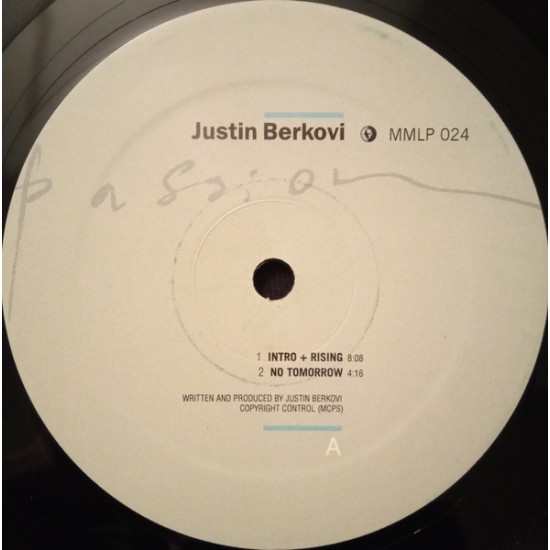 Justin Berkovi MMLP 024
passion
1 INTRO + RISING 8:08
2 NO TOMORROW 4:16
WRITTEN AND PRODUCED BY JUSTIN BERKOVI
COPYRIGHT CONTROL (MCPS)
A